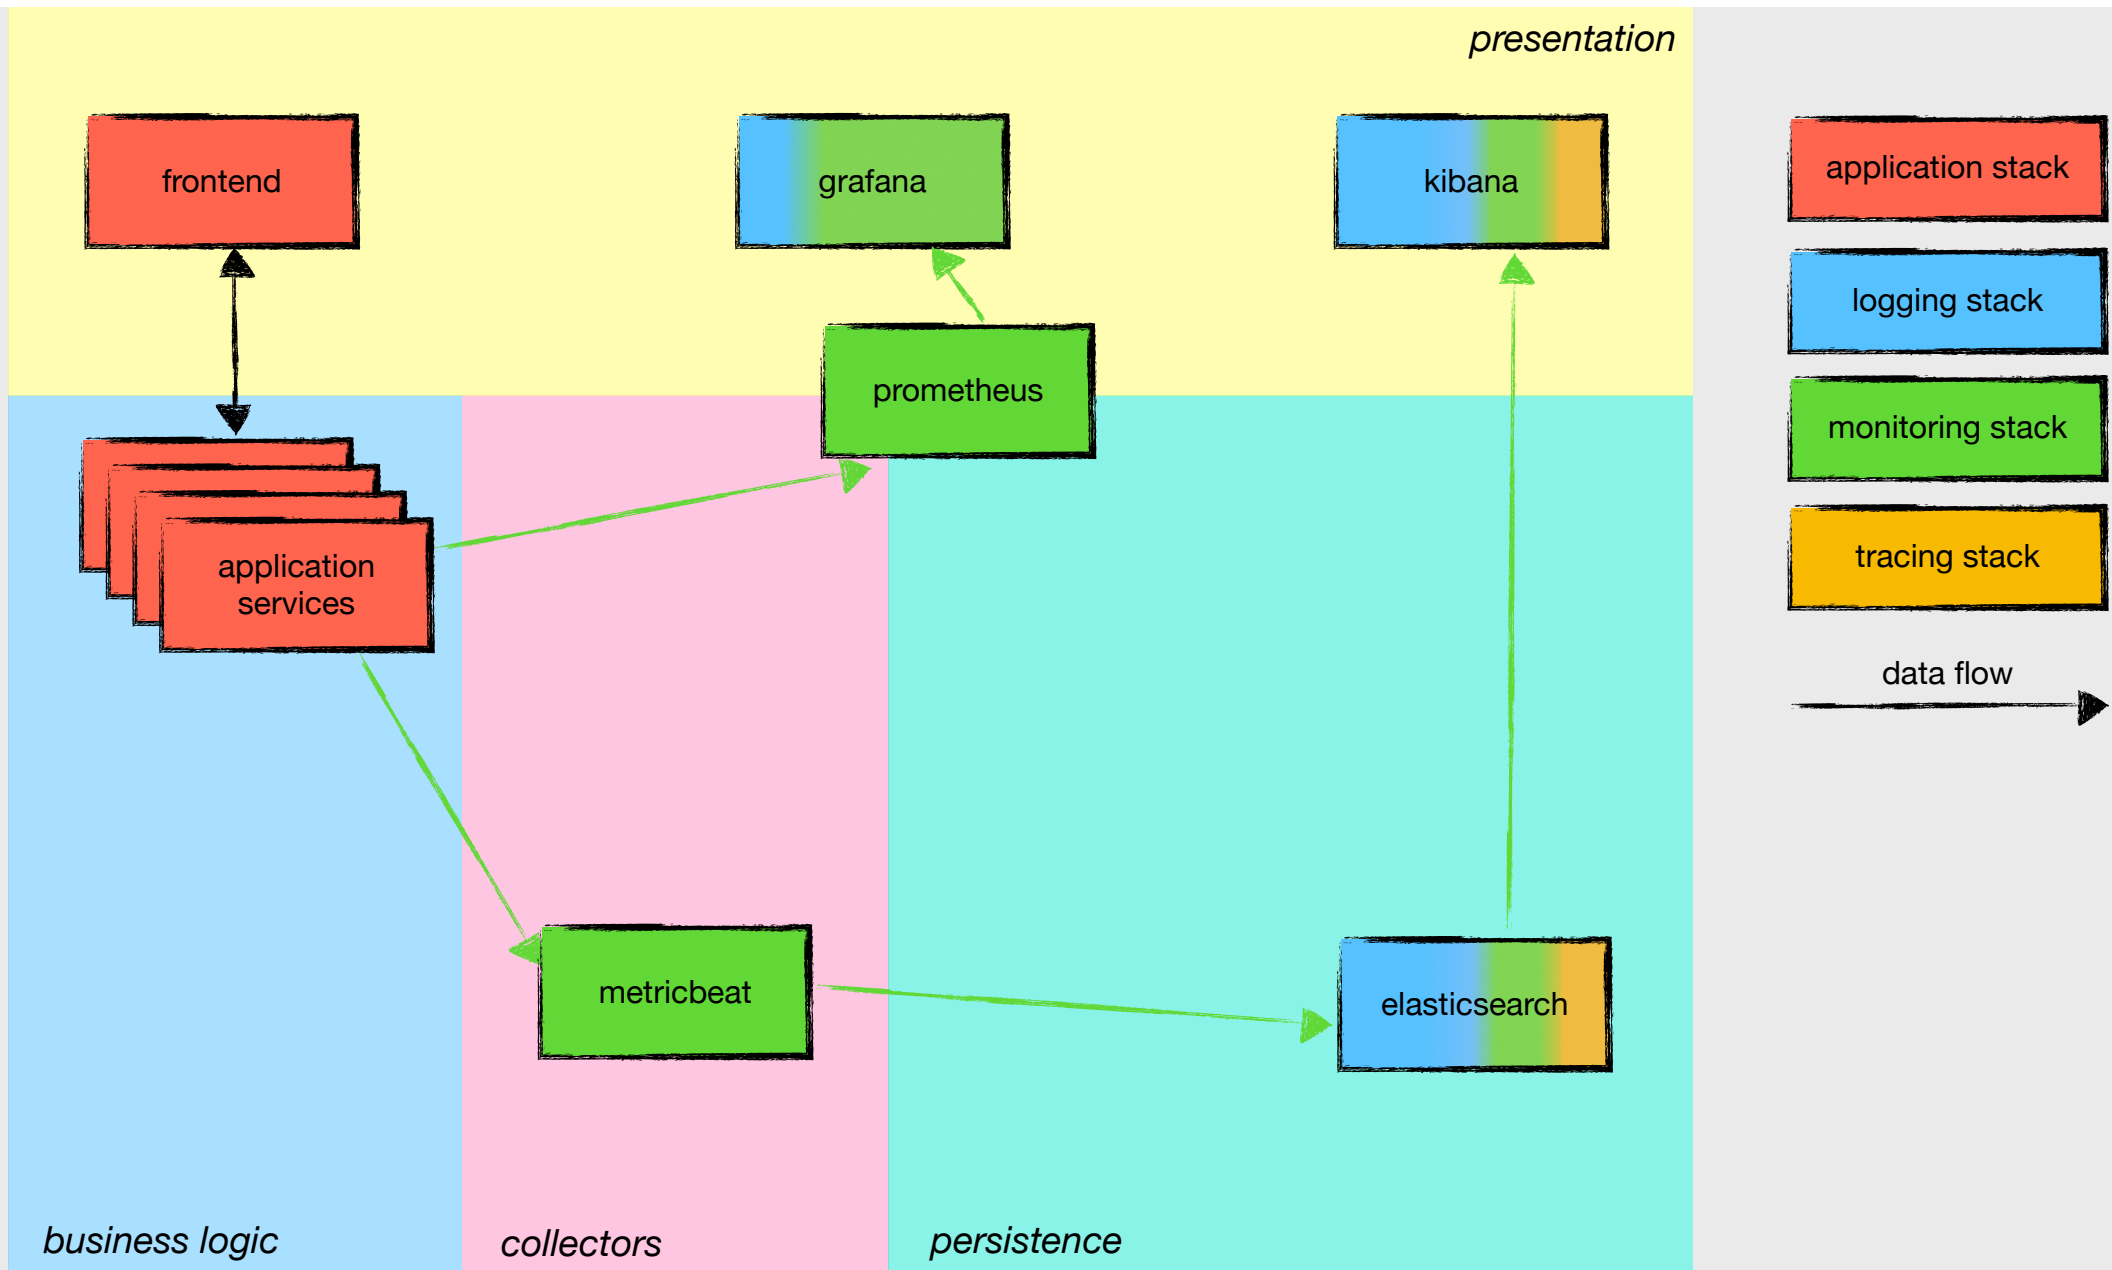 presentation
frontend
grafana
kibana
prometheus
application
services
metricbeat
elasticsearch
business logic
collectors
persistence
application stack
logging stack
monitoring stack
tracing stack
data flow